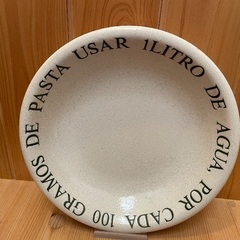 USAR 1LITRO DE AGUA, POR CADA 100 GRAMOS DE PASTA